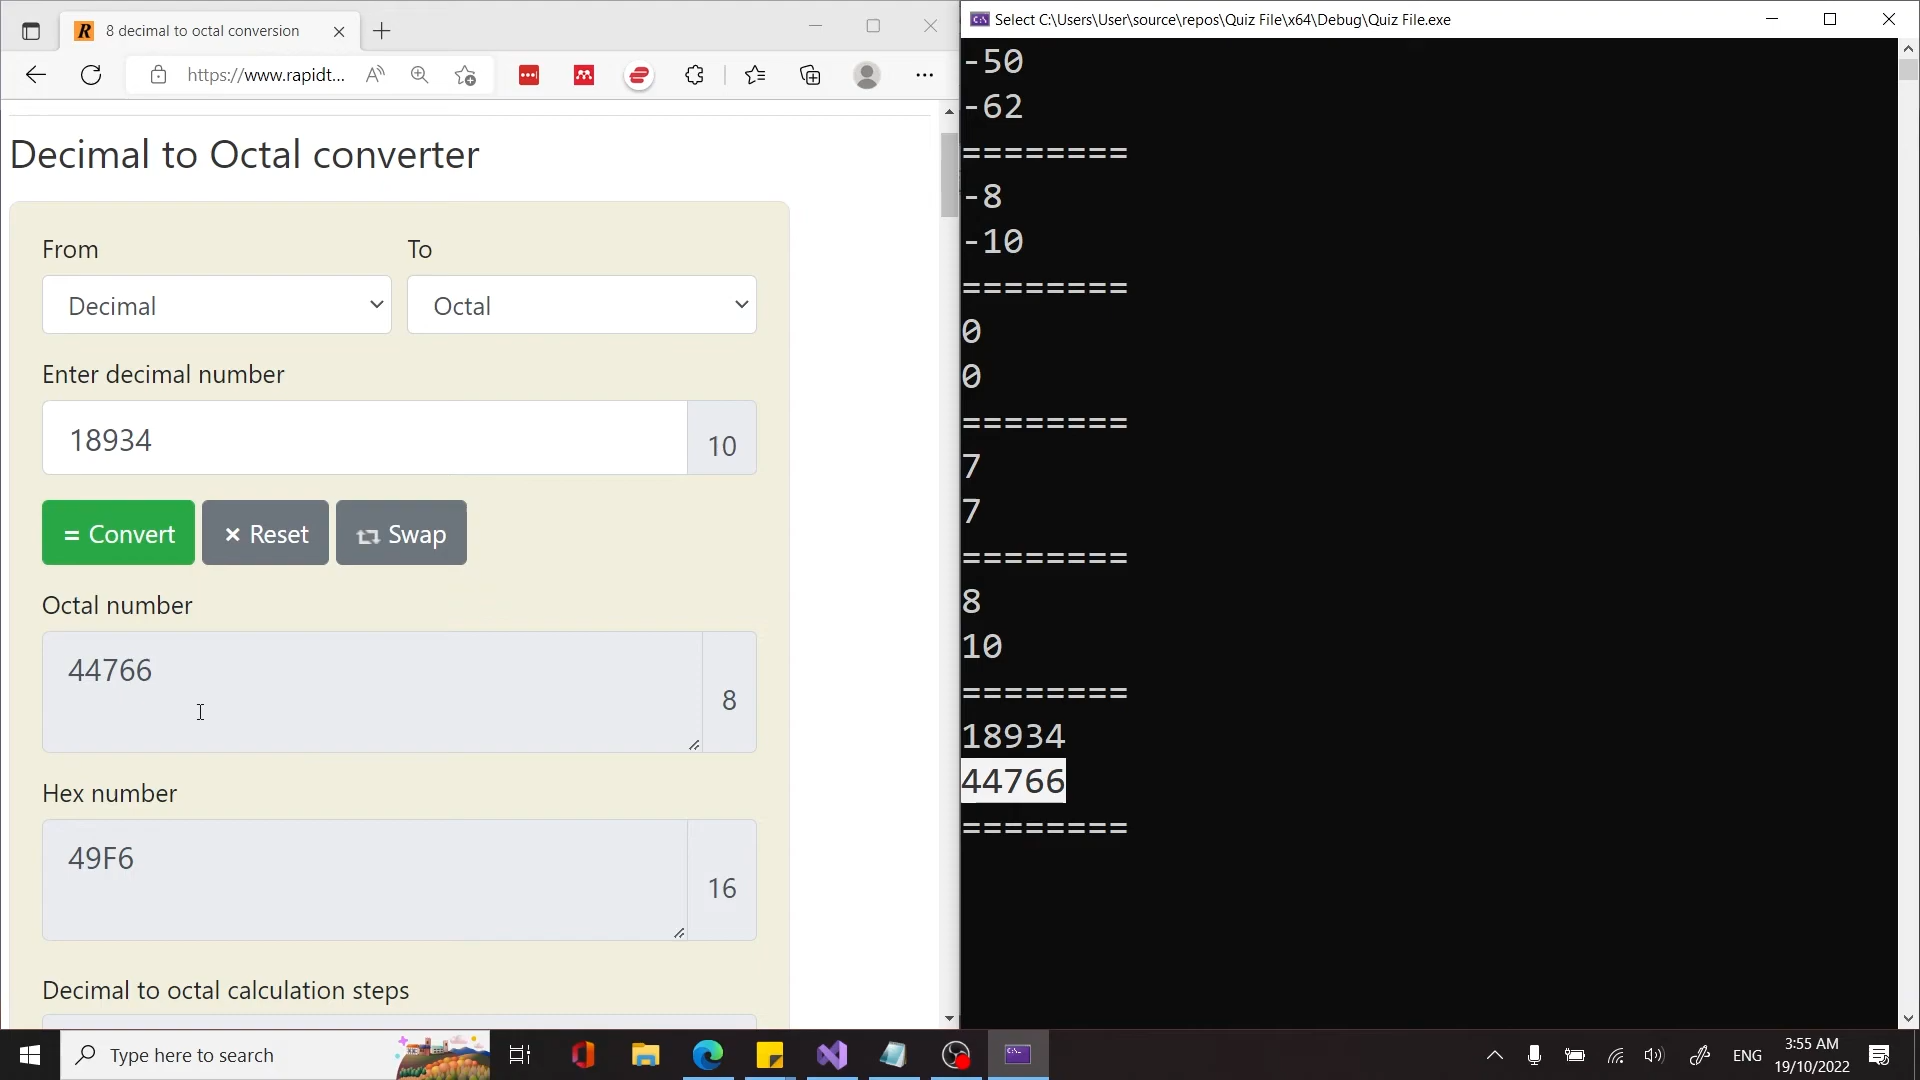 8 decimal to octal conversion
https://www.rapidt...
Decimal to Octal converter
From
To
Decimal
Octal
Enter decimal number
18934
10
= Convert
× Reset
Swap
Octal number
44766
8
Hex number
49F6
16
Decimal to octal calculation steps
Select C:\Users\User\source\repos\Quiz File\x64\Debug\Quiz File.exe
-50
-62
========
-8
-10
========
0
0
========
7
7
========
8
10
========
18934
44766
========
Type here to search
ENG
3:55 AM
19/10/2022